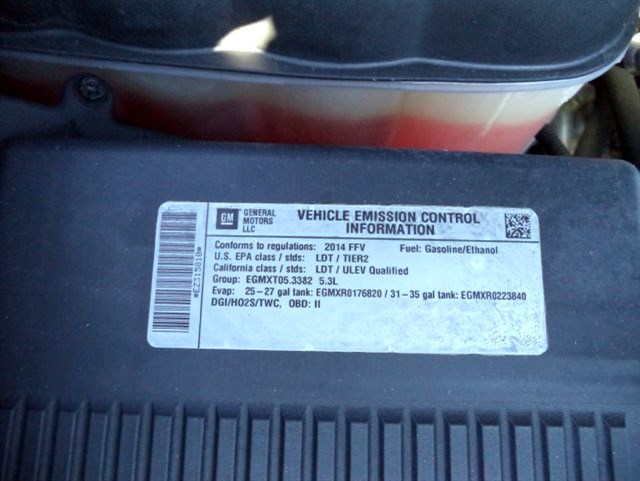 GM GENERAL MOTORS LLC
VEHICLE EMISSION CONTROL
INFORMATION
Conforms to regulations: 2014 FFV Fuel: Gasoline/Ethanol
U.S. EPA class / stds: LDT / TIER2
California class / stds: LDT / ULEV Qualified
Group: EGMXT05.3382 5.3L
Evap: 25-27 gal tank: EGMXR0176820 / 31-35 gal tank: EGMXR0223840
DGI/HO2S/TWC, OBD: II
*EZ315818*